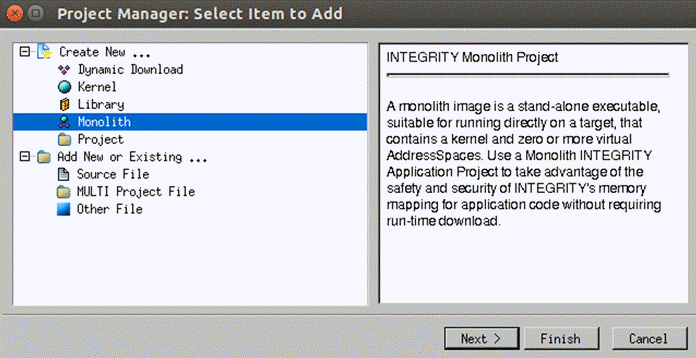 Project Manager: Select Item to Add
Create New ...
Dynamic Download
Kernel
Library
Monolith
Project
Add New or Existing ...
Source File
MULTI Project File
Other File
INTEGRITY Monolith Project
A monolith image is a stand-alone executable,
suitable for running directly on a target, that
contains a kernel and zero or more virtual
AddressSpaces. Use a Monolith INTEGRITY
Application Project to take advantage of the
safety and security of INTEGRITY's memory
mapping for application code without requiring
run-time download.
Next >
Finish
Cancel